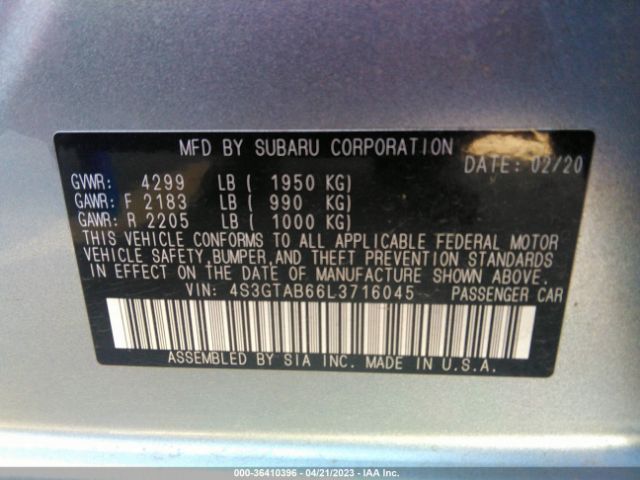 MFD BY SUBARU CORPORATION
DATE: 02/20
GVWR: 4299 LB ( 1950 KG)
GAWR: F 2183 LB ( 990 KG)
GAWR: R 2205 LB ( 1000 KG)
THIS VEHICLE CONFORMS TO ALL APPLICABLE FEDERAL MOTOR
VEHICLE SAFETY, BUMPER, AND THEFT PREVENTION STANDARDS
IN EFFECT ON THE DATE OF MANUFACTURE SHOWN ABOVE.
VIN: 4S3GTAB66L3716045 PASSENGER CAR
ASSEMBLED BY SIA INC. MADE IN U.S.A.
000-36410396 - 04/21/2023 - IAA Inc.